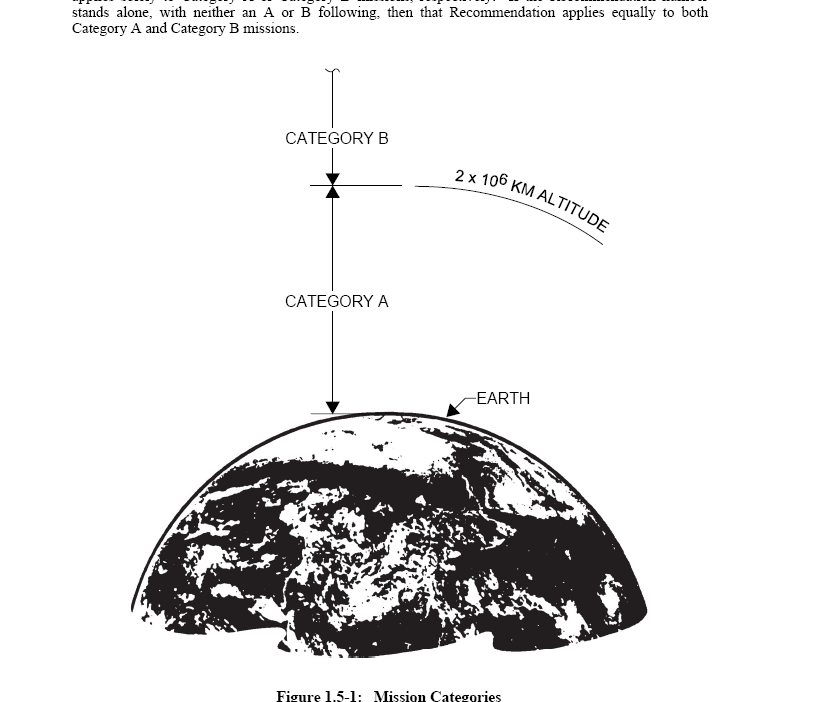 stands alone, with neither an A or B following, then that Recommendation applies equally to both
Category A and Category B missions.
CATEGORY B
2 x 10⁶ KM ALTITUDE
CATEGORY A
EARTH
Figure 1.5-1: Mission Categories